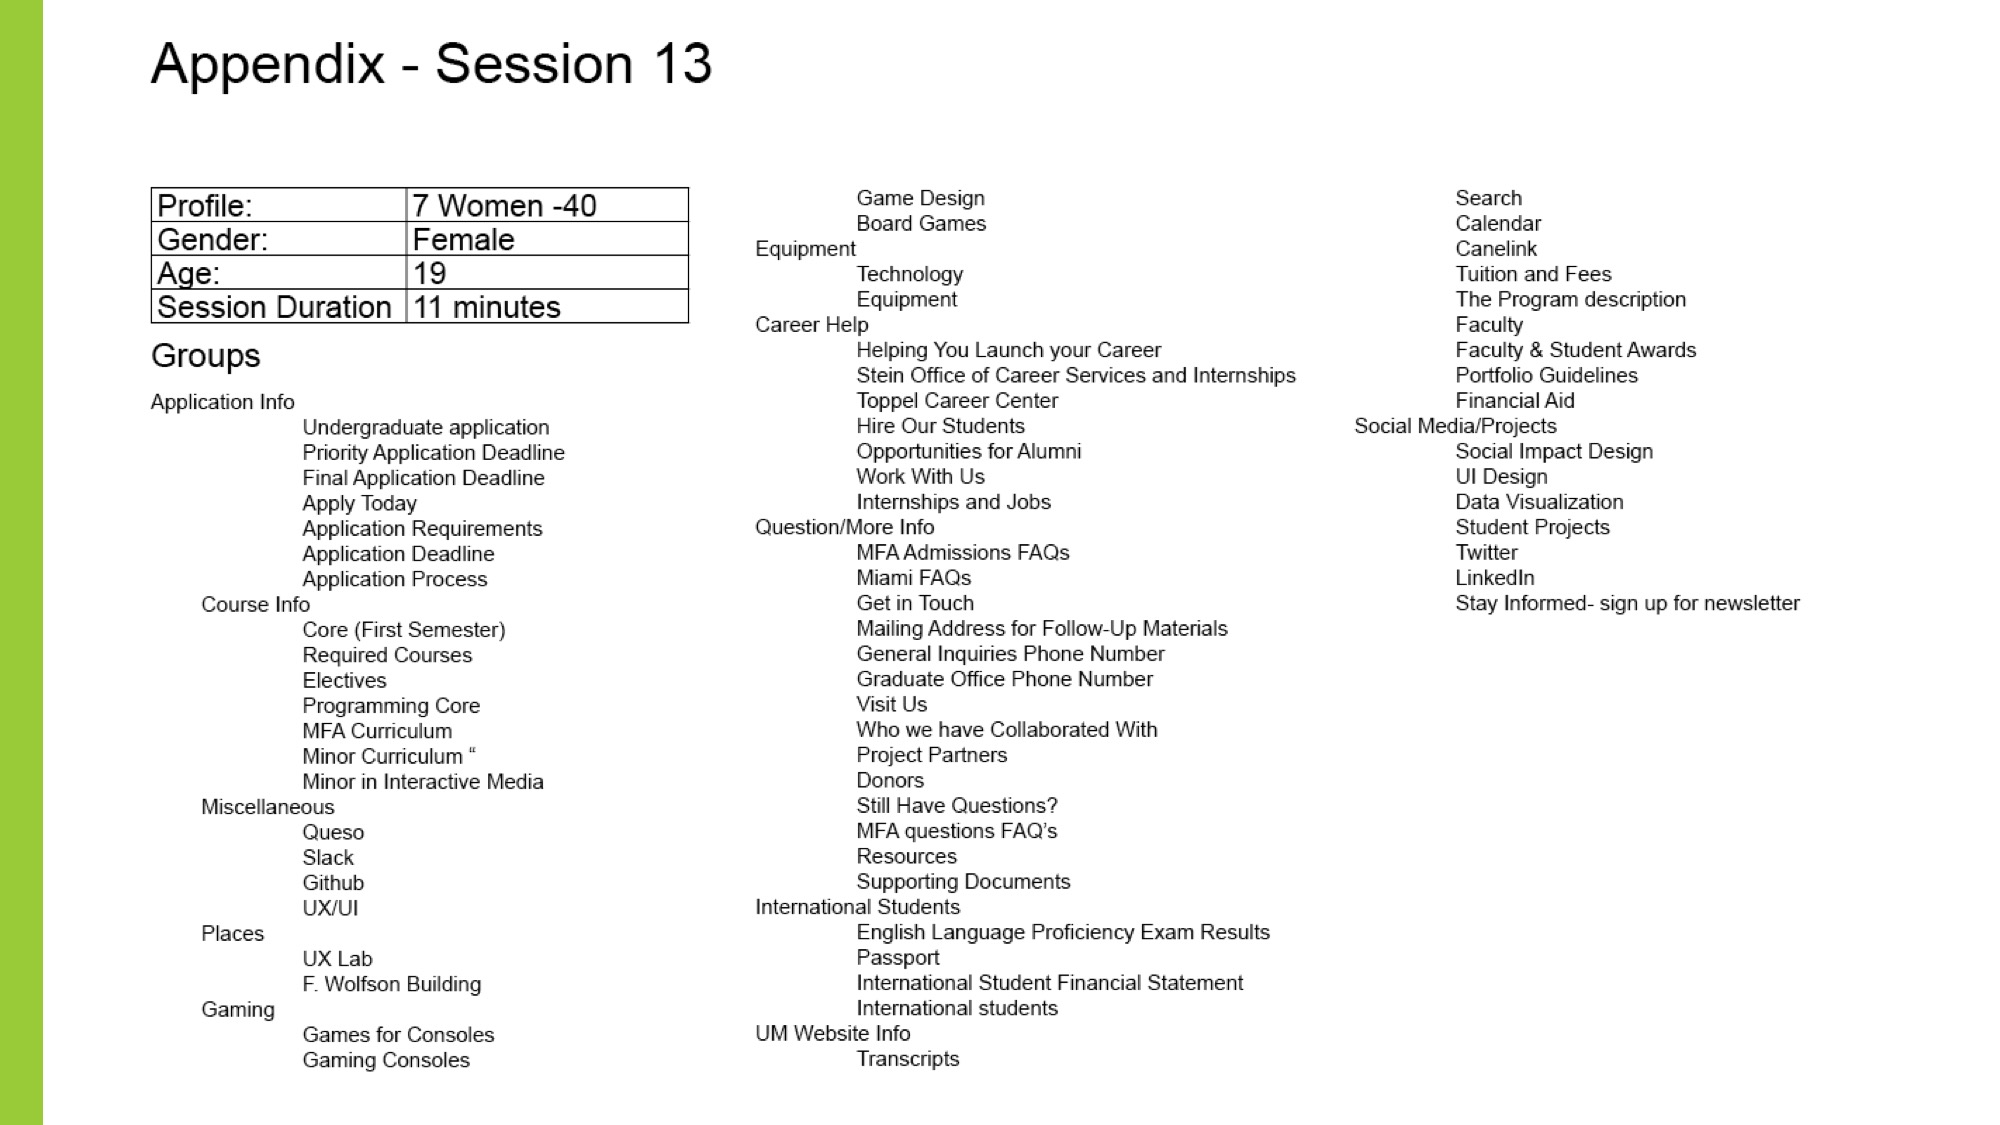 Appendix - Session 13
Profile: 7 Women -40
Gender: Female
Age: 19
Session Duration 11 minutes
Groups
Application Info
Undergraduate application
Priority Application Deadline
Final Application Deadline
Apply Today
Application Requirements
Application Deadline
Application Process
Course Info
Core (First Semester)
Required Courses
Electives
Programming Core
MFA Curriculum
Minor Curriculum “
Minor in Interactive Media
Miscellaneous
Queso
Slack
Github
UX/UI
Places
UX Lab
F. Wolfson Building
Gaming
Games for Consoles
Gaming Consoles
Game Design
Board Games
Equipment
Technology
Equipment
Career Help
Helping You Launch your Career
Stein Office of Career Services and Internships
Toppel Career Center
Hire Our Students
Opportunities for Alumni
Work With Us
Internships and Jobs
Question/More Info
MFA Admissions FAQs
Miami FAQs
Get in Touch
Mailing Address for Follow-Up Materials
General Inquiries Phone Number
Graduate Office Phone Number
Visit Us
Who we have Collaborated With
Project Partners
Donors
Still Have Questions?
MFA questions FAQ’s
Resources
Supporting Documents
International Students
English Language Proficiency Exam Results
Passport
International Student Financial Statement
International students
UM Website Info
Transcripts
Search
Calendar
Canelink
Tuition and Fees
The Program description
Faculty
Faculty & Student Awards
Portfolio Guidelines
Financial Aid
Social Media/Projects
Social Impact Design
UI Design
Data Visualization
Student Projects
Twitter
LinkedIn
Stay Informed- sign up for newsletter